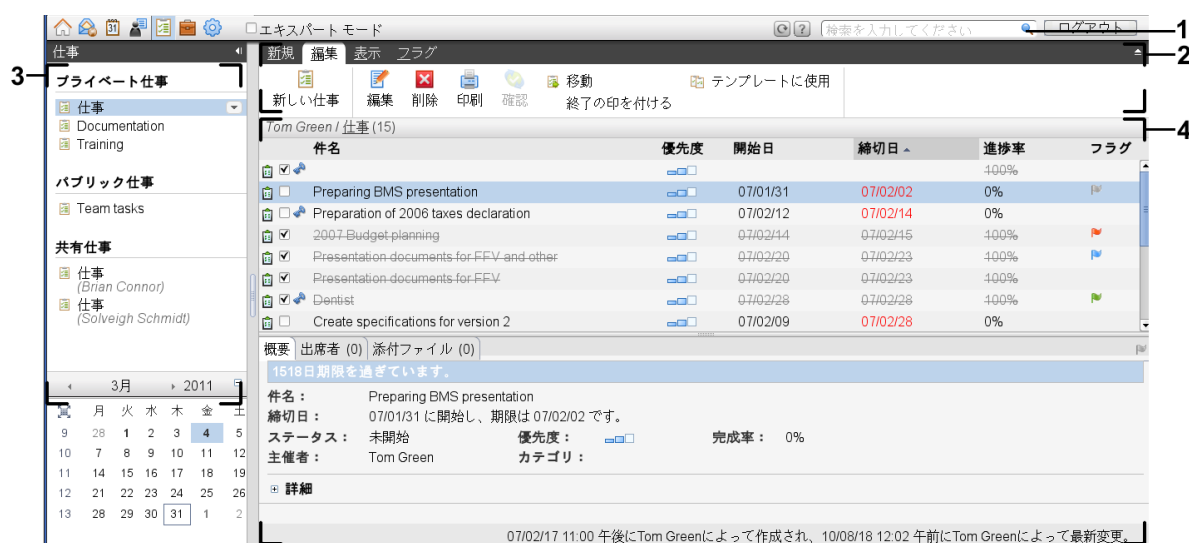 エキスパート モード
検索を入力してください
ログアウト
1
仕事
新規 編集 表示 フラグ
2
3
プライベート仕事
仕事
Documentation
Training
パブリック仕事
Team tasks
共有仕事
仕事
(Brian Connor)
仕事
(Solveigh Schmidt)
新しい仕事 編集 削除 印刷 確認
移動
終了の印を付ける
テンプレートに使用
Tom Green / 仕事 (15)
4
件名 優先度 開始日 締切日 進捗率 フラグ
100%
Preparing BMS presentation 07/01/31 07/02/02 0%
Preparation of 2006 taxes declaration 07/02/12 07/02/14 0%
2007 Budget planning 07/02/14 07/02/15 100%
Presentation documents for FFV and other 07/02/20 07/02/23 100%
Presentation documents for FFV 07/02/20 07/02/23 100%
Dentist 07/02/28 07/02/28 100%
Create specifications for version 2 07/02/09 07/02/28 0%
概要 出席者 (0) 添付ファイル (0)
1518日期限を過ぎています。
件名： Preparing BMS presentation
締切日： 07/01/31 に開始し、期限は 07/02/02 です。
ステータス： 未開始 優先度： 完成率： 0%
主催者： Tom Green カテゴリ：
詳細
07/02/17 11:00 午後にTom Greenによって作成され、10/08/18 12:02 午前にTom Greenによって最新変更。
3月 2011
月 火 水 木 金 土
9 28 1 2 3 4 5
10 7 8 9 10 11 12
11 14 15 16 17 18 19
12 21 22 23 24 25 26
13 28 29 30 31 1 2